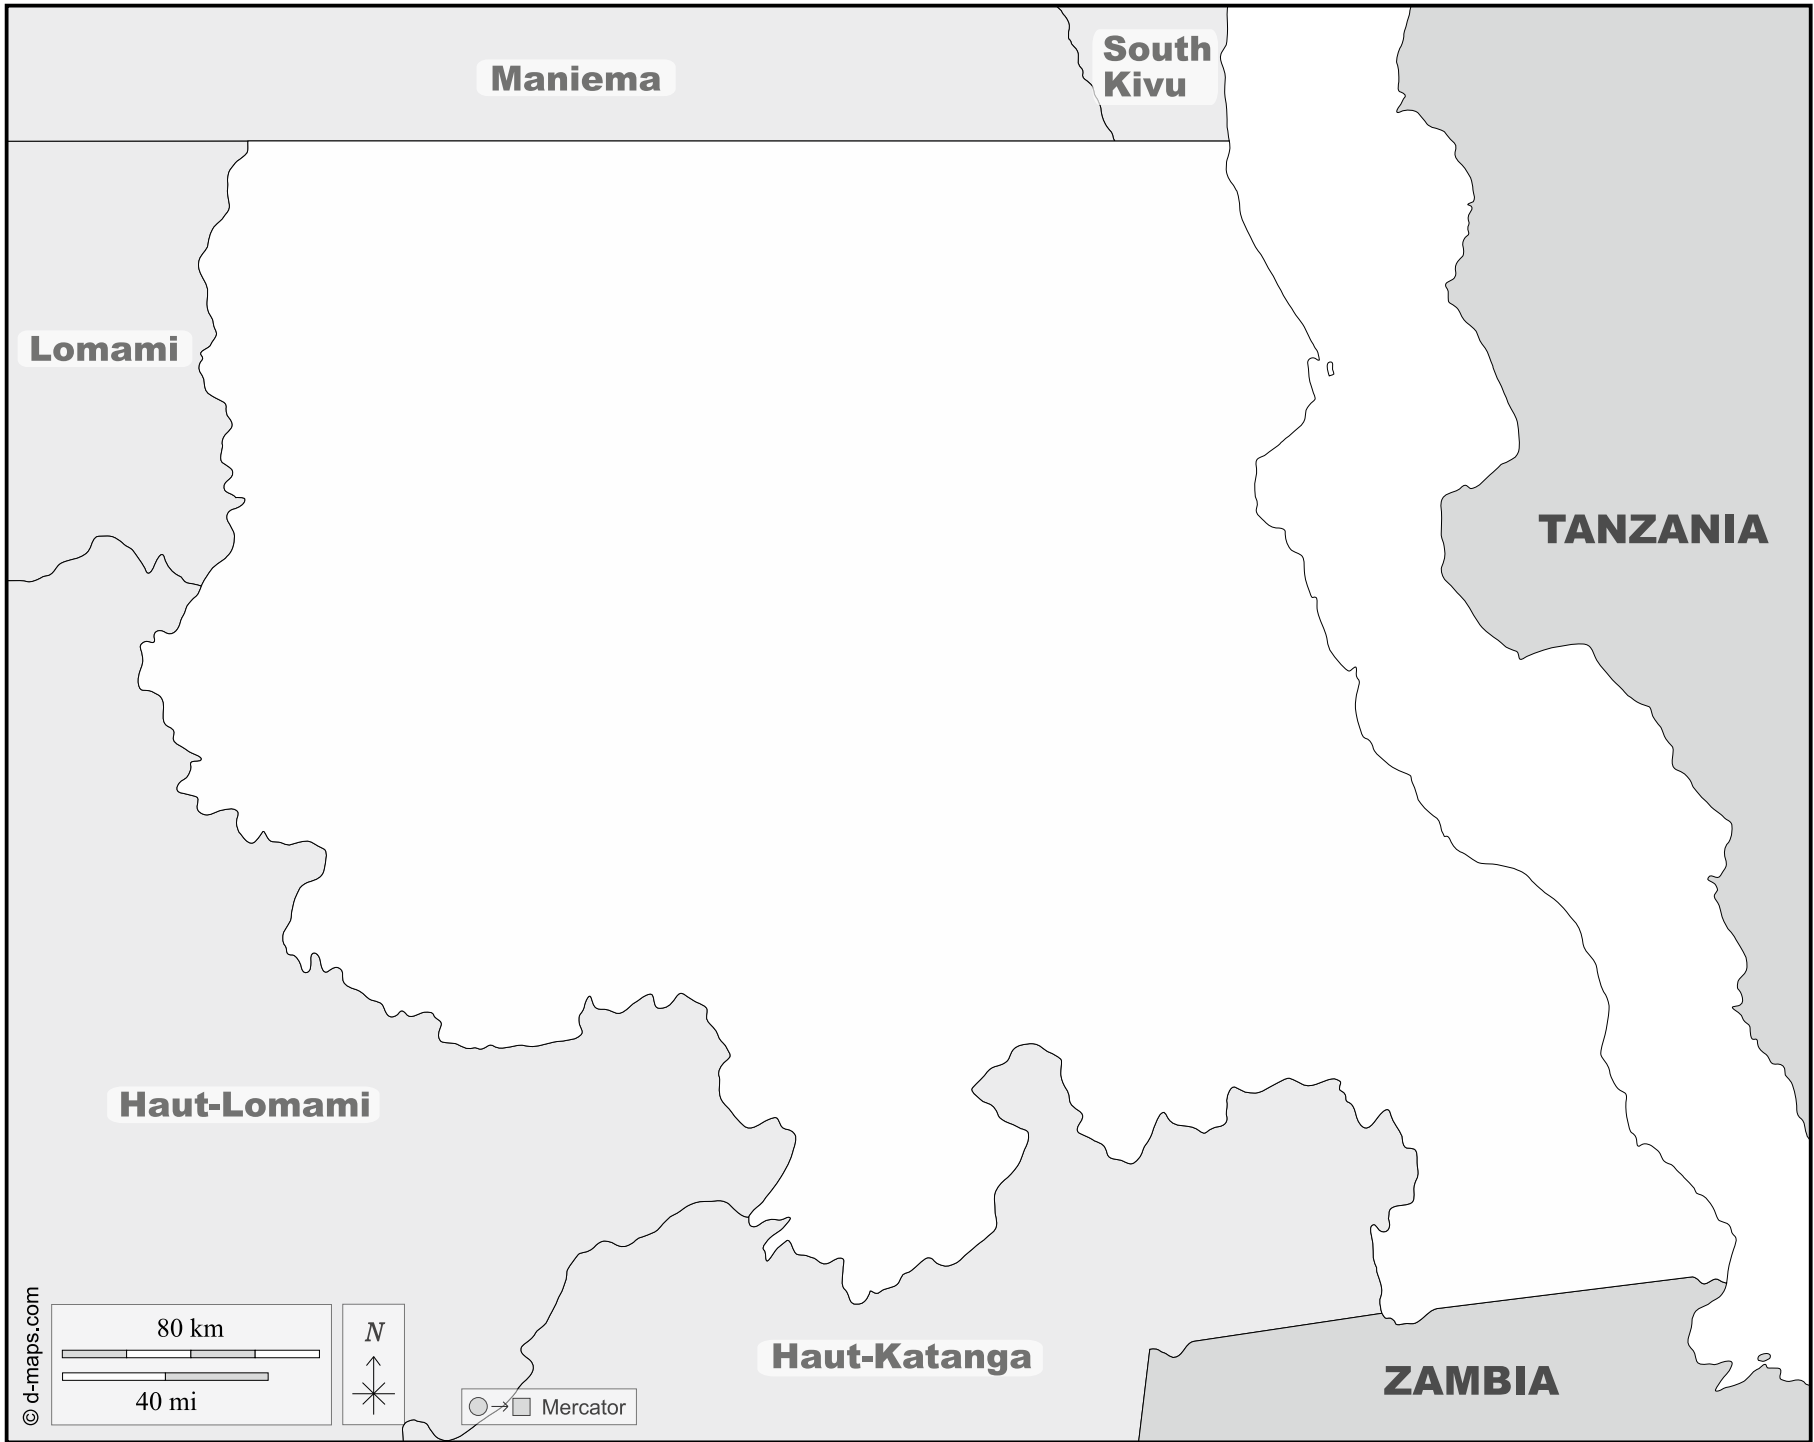 South
Kivu
Maniema
Lomami
TANZANIA
Haut-Lomami
Haut-Katanga
ZAMBIA
80 km
40 mi
N
Mercator
© d-maps.com